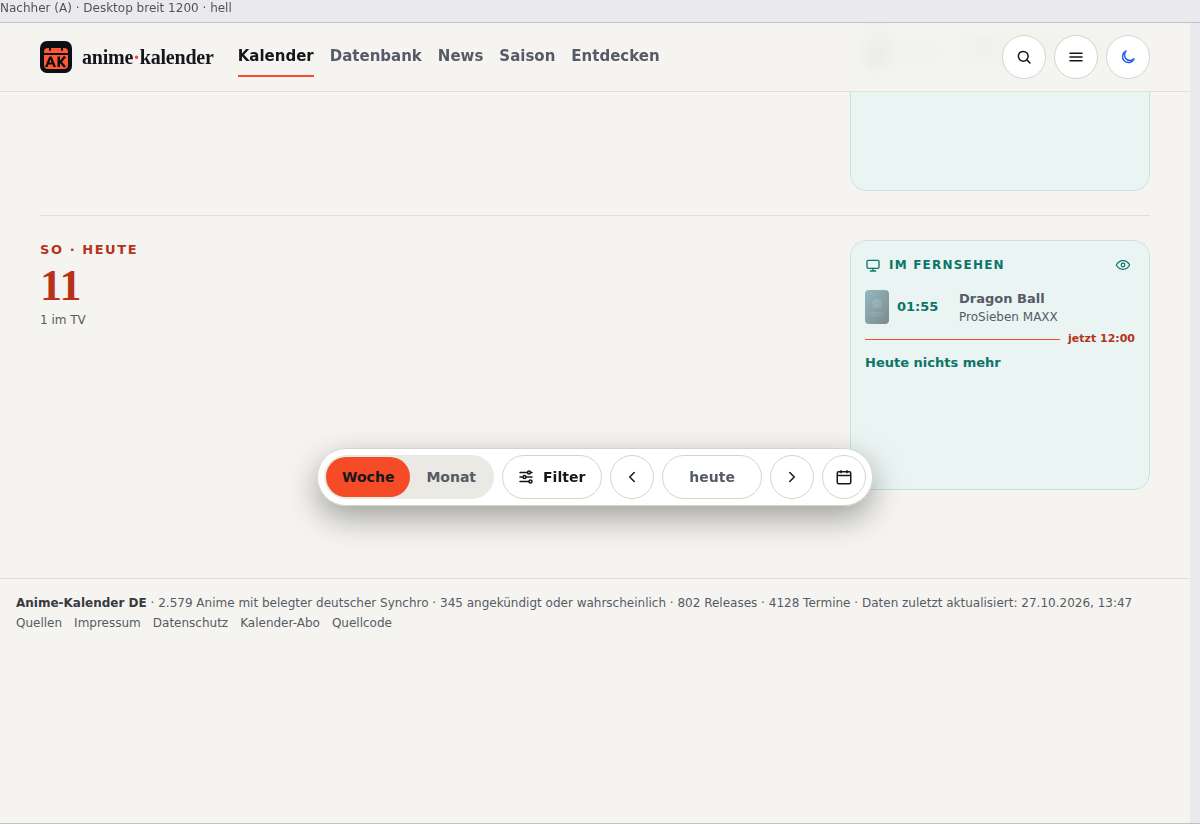 Nachher (A) · Desktop breit 1200 · hell
AK
anime·kalender
Kalender
Datenbank
News
Saison
Entdecken
SO · HEUTE
11
1 im TV
IM FERNSEHEN
01:55
Dragon Ball
ProSieben MAXX
jetzt 12:00
Heute nichts mehr
Woche
Monat
Filter
heute
Anime-Kalender DE · 2.579 Anime mit belegter deutscher Synchro · 345 angekündigt oder wahrscheinlich · 802 Releases · 4128 Termine · Daten zuletzt aktualisiert: 27.10.2026, 13:47
Quellen Impressum Datenschutz Kalender-Abo Quellcode